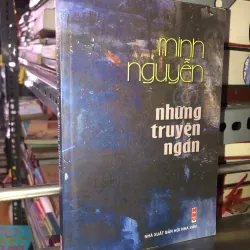 minh
nguyễn
những
truyện
ngắn
NHÀ XUẤT BẢN HỘI NHÀ VĂN